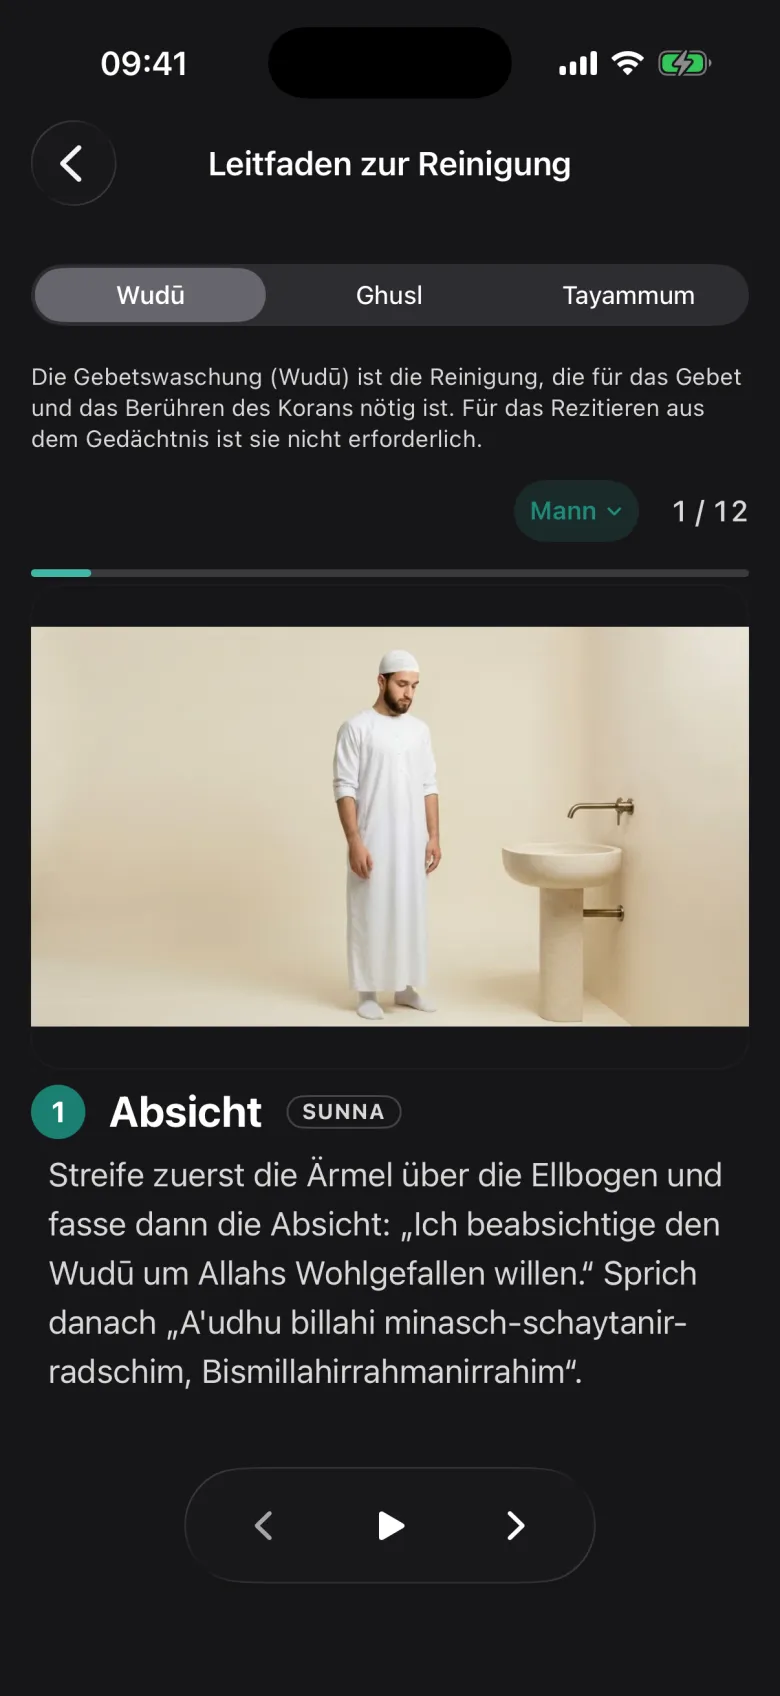 09:41
Leitfaden zur Reinigung
Wudū
Ghusl
Tayammum
Die Gebetswaschung (Wudū) ist die Reinigung, die für das Gebet
und das Berühren des Korans nötig ist. Für das Rezitieren aus
dem Gedächtnis ist sie nicht erforderlich.
Mann
1 / 12
1
Absicht
SUNNA
Streife zuerst die Ärmel über die Ellbogen und
fasse dann die Absicht: „Ich beabsichtige den
Wudū um Allahs Wohlgefallen willen.“ Sprich
danach „A'udhu billahi minasch-schaytanir-
radschim, Bismillahirrahmanirrahim“.